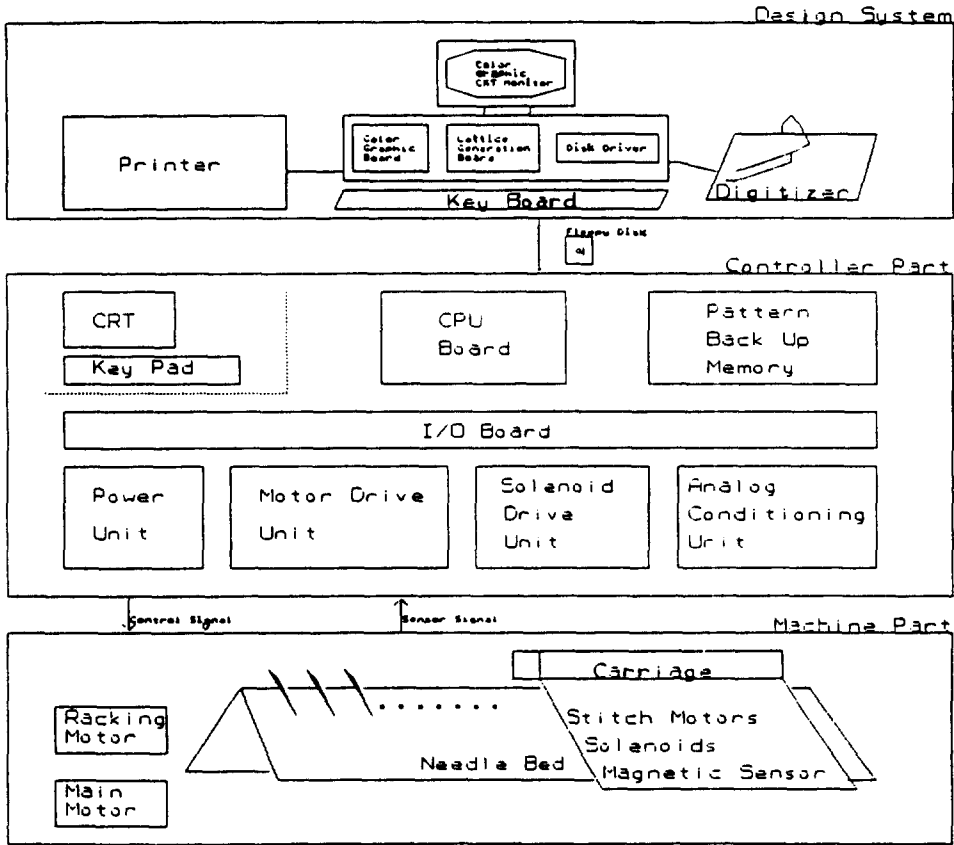 Design System
Color
Graphic
CRT Monitor
Printer
Color
Graphic
Board
Lattice
Generation
Board
Disk Driver
Digitizer
Key Board
Floppy Disk
Controller Part
CRT
Key Pad
CPU
Board
Pattern
Back Up
Memory
I/O Board
Power
Unit
Motor Drive
Unit
Solenoid
Drive
Unit
Analog
Conditioning
Unit
Control Signal
Sensor Signal
Machine Part
Carriage
Racking
Motor
Stitch Motors
Solenoids
Magnetic Sensor
Needle Bed
Main
Motor